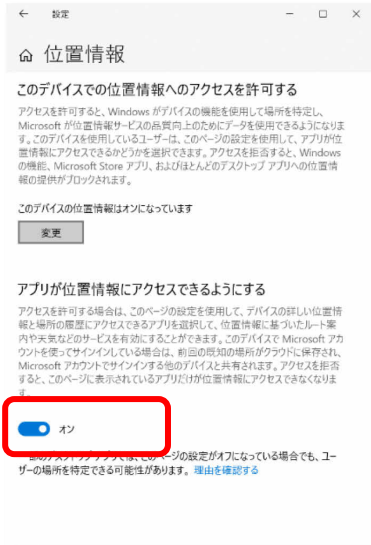 ← 設定
位置情報
このデバイスでの位置情報へのアクセスを許可する
アクセスを許可すると、Windows がデバイスの機能を使用して場所を特定し、
Microsoft が位置情報サービスの品質向上のためにデータを使用できるようになりま
す。このデバイスを使用しているユーザーは、このページの設定を使用して、アプリが位
置情報にアクセスできるかどうかを選択できます。アクセスを拒否すると、Windows
の機能、Microsoft Store アプリ、およびほとんどのデスクトップ アプリへの位置情
報の提供がブロックされます。
このデバイスの位置情報はオンになっています
変更
アプリが位置情報にアクセスできるようにする
アクセスを許可する場合は、このページの設定を使用して、デバイスの詳しい位置情
報と場所の履歴にアクセスできるアプリを選択して、位置情報に基づいたルート案
内や天気などのサービスを有効にすることができます。このデバイスで Microsoft アカ
ウントを使ってサインインしている場合は、前回の既知の場所がクラウドに保存され、
Microsoft アカウントでサインインする他のデバイスと共有されます。アクセスを拒否
すると、このページに表示されているアプリだけが位置情報にアクセスできなくなりま
す。
オン
一部のデスクトップ アプリでは、このページの設定がオフになっている場合でも、ユー
ザーの場所を特定できる可能性があります。 理由を確認する